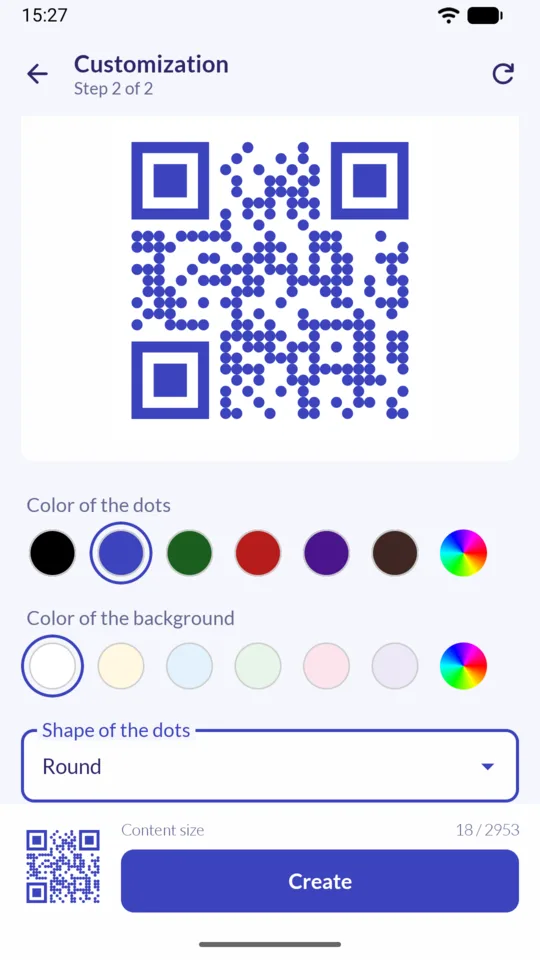 15:27
Customization
Step 2 of 2
Color of the dots
Color of the background
Shape of the dots
Round
Content size
18 / 2953
Create